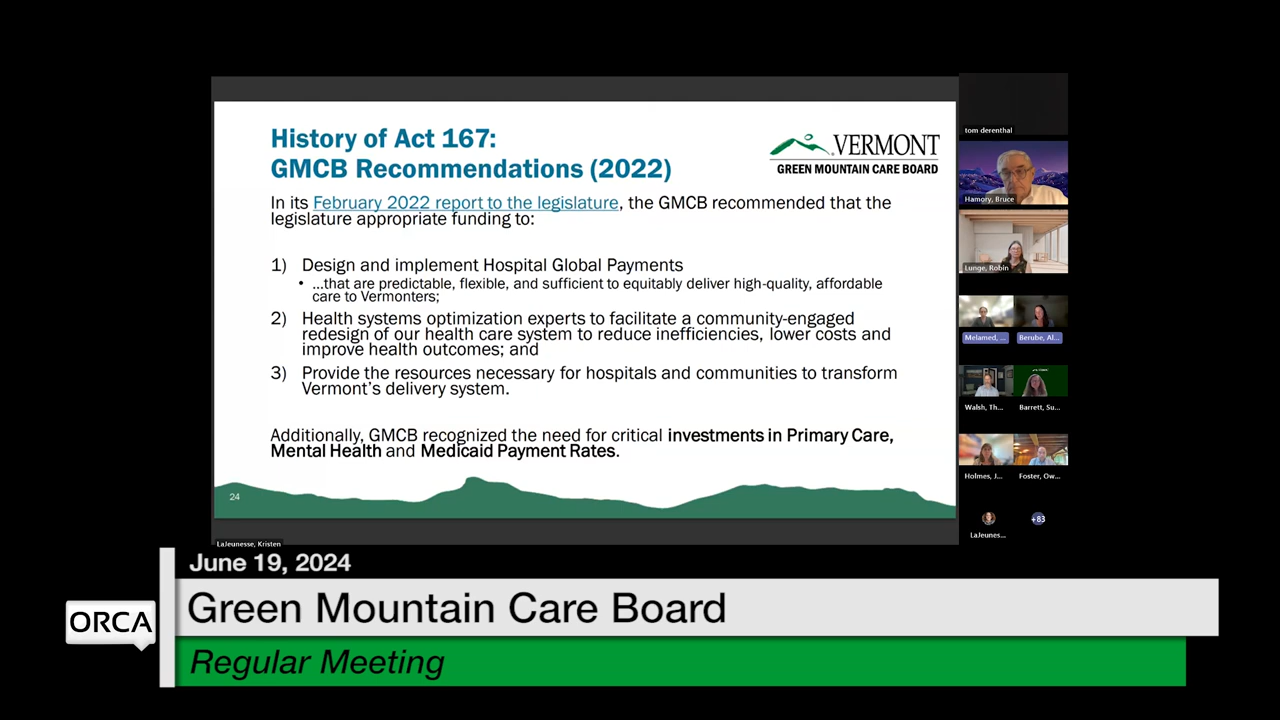 History of Act 167:
GMCB Recommendations (2022)
VERMONT
GREEN MOUNTAIN CARE BOARD
In its February 2022 report to the legislature, the GMCB recommended that the
legislature appropriate funding to:
1) Design and implement Hospital Global Payments
• …that are predictable, flexible, and sufficient to equitably deliver high-quality, affordable
care to Vermonters;
2) Health systems optimization experts to facilitate a community-engaged
redesign of our health care system to reduce inefficiencies, lower costs and
improve health outcomes; and
3) Provide the resources necessary for hospitals and communities to transform
Vermont's delivery system.
Additionally, GMCB recognized the need for critical investments in Primary Care,
Mental Health and Medicaid Payment Rates.
24
tom derenthal
Hamory, Bruce
Lunge, Robin
Melamed, ...
Berube, Al...
Walsh, Th...
Barrett, Su...
Holmes, J...
Foster, Ow...
LaJeunes...
+83
LaJeunesse, Kristen
June 19, 2024
ORCA
Green Mountain Care Board
Regular Meeting